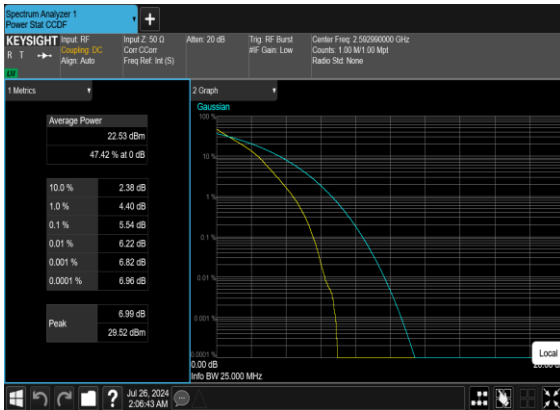 Spectrum Analyzer 1
Power Stat CCDF
+
KEYSIGHT
R T
LXI
Input: RF
Coupling: DC
Align: Auto
Input Z: 50 Ω
Corr CCorr
Freq Ref: Int (S)
Atten: 20 dB
Trig: RF Burst
#IF Gain: Low
Center Freq: 2.592990000 GHz
Counts: 1.00 M/1.00 Mpt
Radio Std: None
1 Metrics
Average Power
22.53 dBm
47.42 % at 0 dB
10.0 % 2.38 dB
1.0 % 4.40 dB
0.1 % 5.54 dB
0.01 % 6.22 dB
0.001 % 6.82 dB
0.0001 % 6.96 dB
Peak
6.99 dB
29.52 dBm
2 Graph
Gaussian
100 %
10 %
1 %
0.1 %
0.01 %
0.001 %
0.0001 %
0.00 dB
Info BW 25.000 MHz
Local
?
Jul 26, 2024
2:06:43 AM